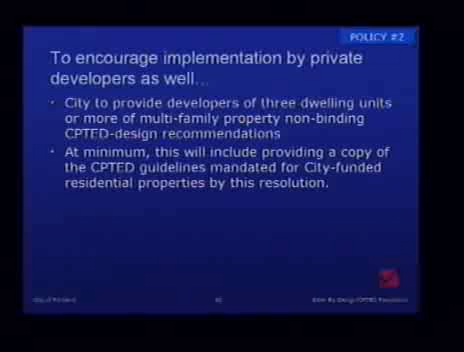 POLICY #2
To encourage implementation by private
developers as well...
· City to provide developers of three dwelling units
or more of multi-family property non-binding
CPTED-design recommendations
· At minimum, this will include providing a copy of
the CPTED guidelines mandated for City-funded
residential properties by this resolution.